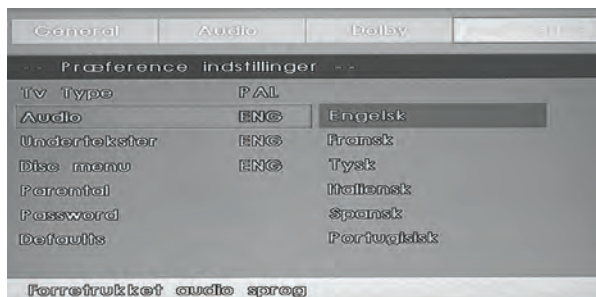 General Audio Dolby
-- Præference indstillinger --
Tv Type PAL
Audio ENG Engelsk
Undertekster ENG Fransk
Disc menu ENG Tysk
Parental Italiensk
Password Spansk
Defaults Portugisisk
Forretrukket audio sprog